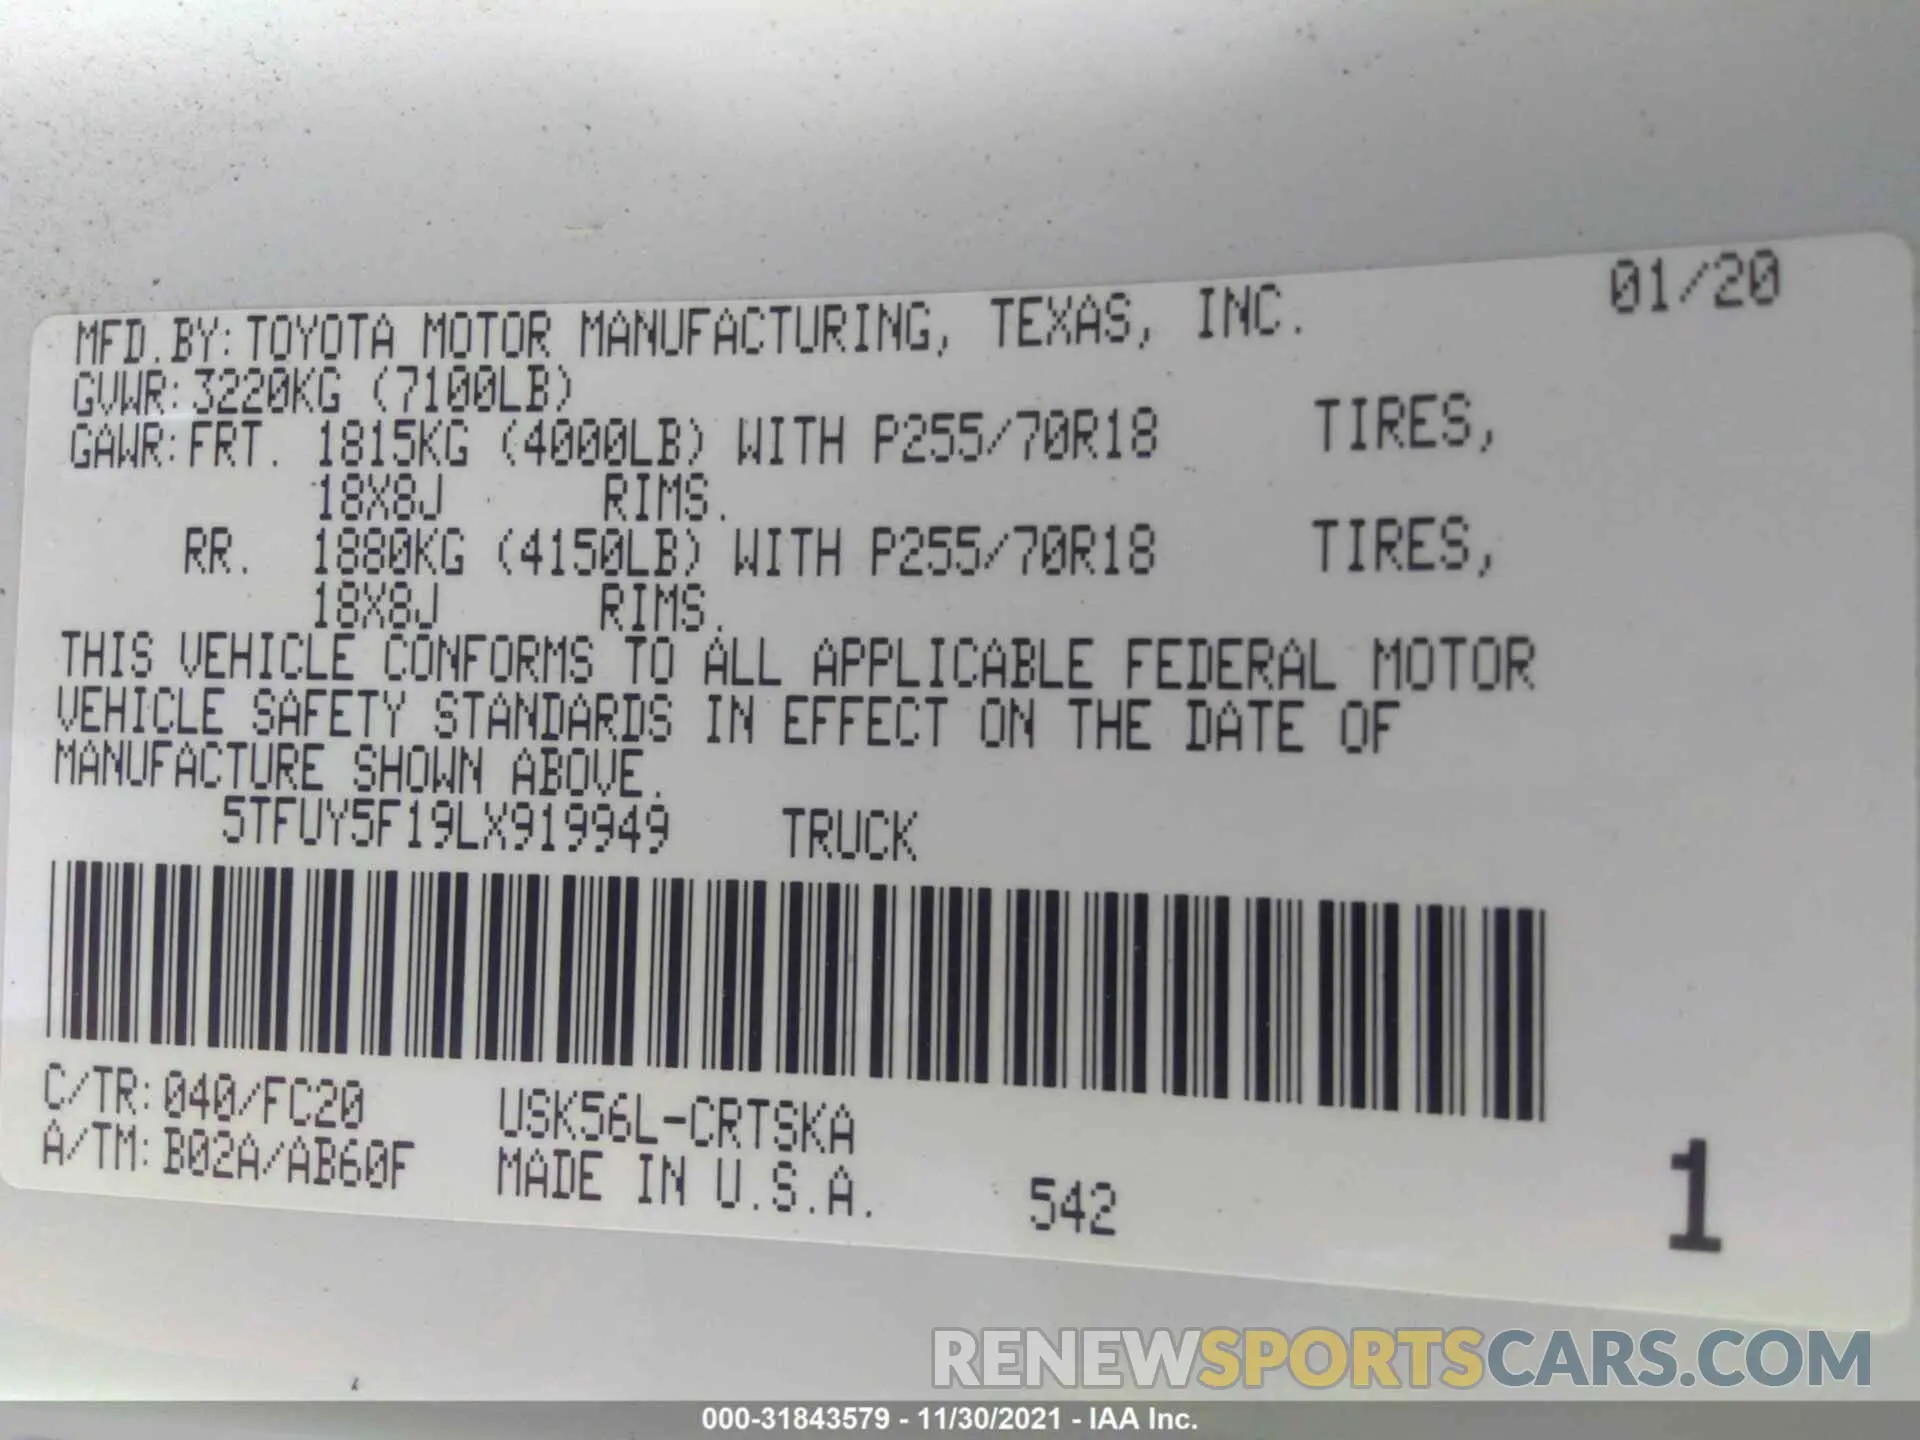 MFD.BY:TOYOTA MOTOR MANUFACTURING, TEXAS, INC. 01/20
GVWR:3220KG (7100LB)
GAWR:FRT. 1815KG (4000LB) WITH P255/70R18 TIRES,
18X8J RIMS.
RR. 1880KG (4150LB) WITH P255/70R18 TIRES,
18X8J RIMS.
THIS VEHICLE CONFORMS TO ALL APPLICABLE FEDERAL MOTOR
VEHICLE SAFETY STANDARDS IN EFFECT ON THE DATE OF
MANUFACTURE SHOWN ABOVE.
5TFUY5F19LX919949 TRUCK
C/TR:040/FC20 USK56L-CRTSKA
A/TM:B02A/AB60F MADE IN U.S.A. 542 1
RENEWSPORTSCARS.COM
000-31843579 - 11/30/2021 - IAA Inc.